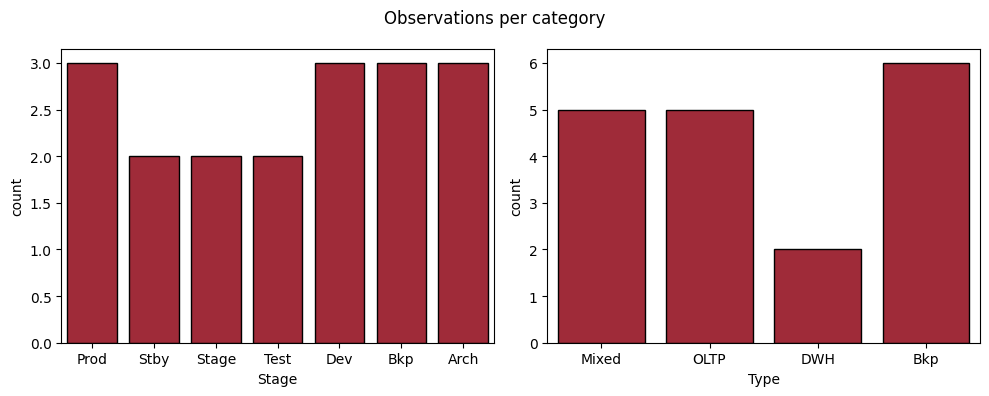 Observations per category
3.0
2.5
2.0
1.5
1.0
0.5
0.0
count
Prod Stby Stage Test Dev Bkp Arch
Stage
6
5
4
3
2
1
0
count
Mixed OLTP DWH Bkp
Type